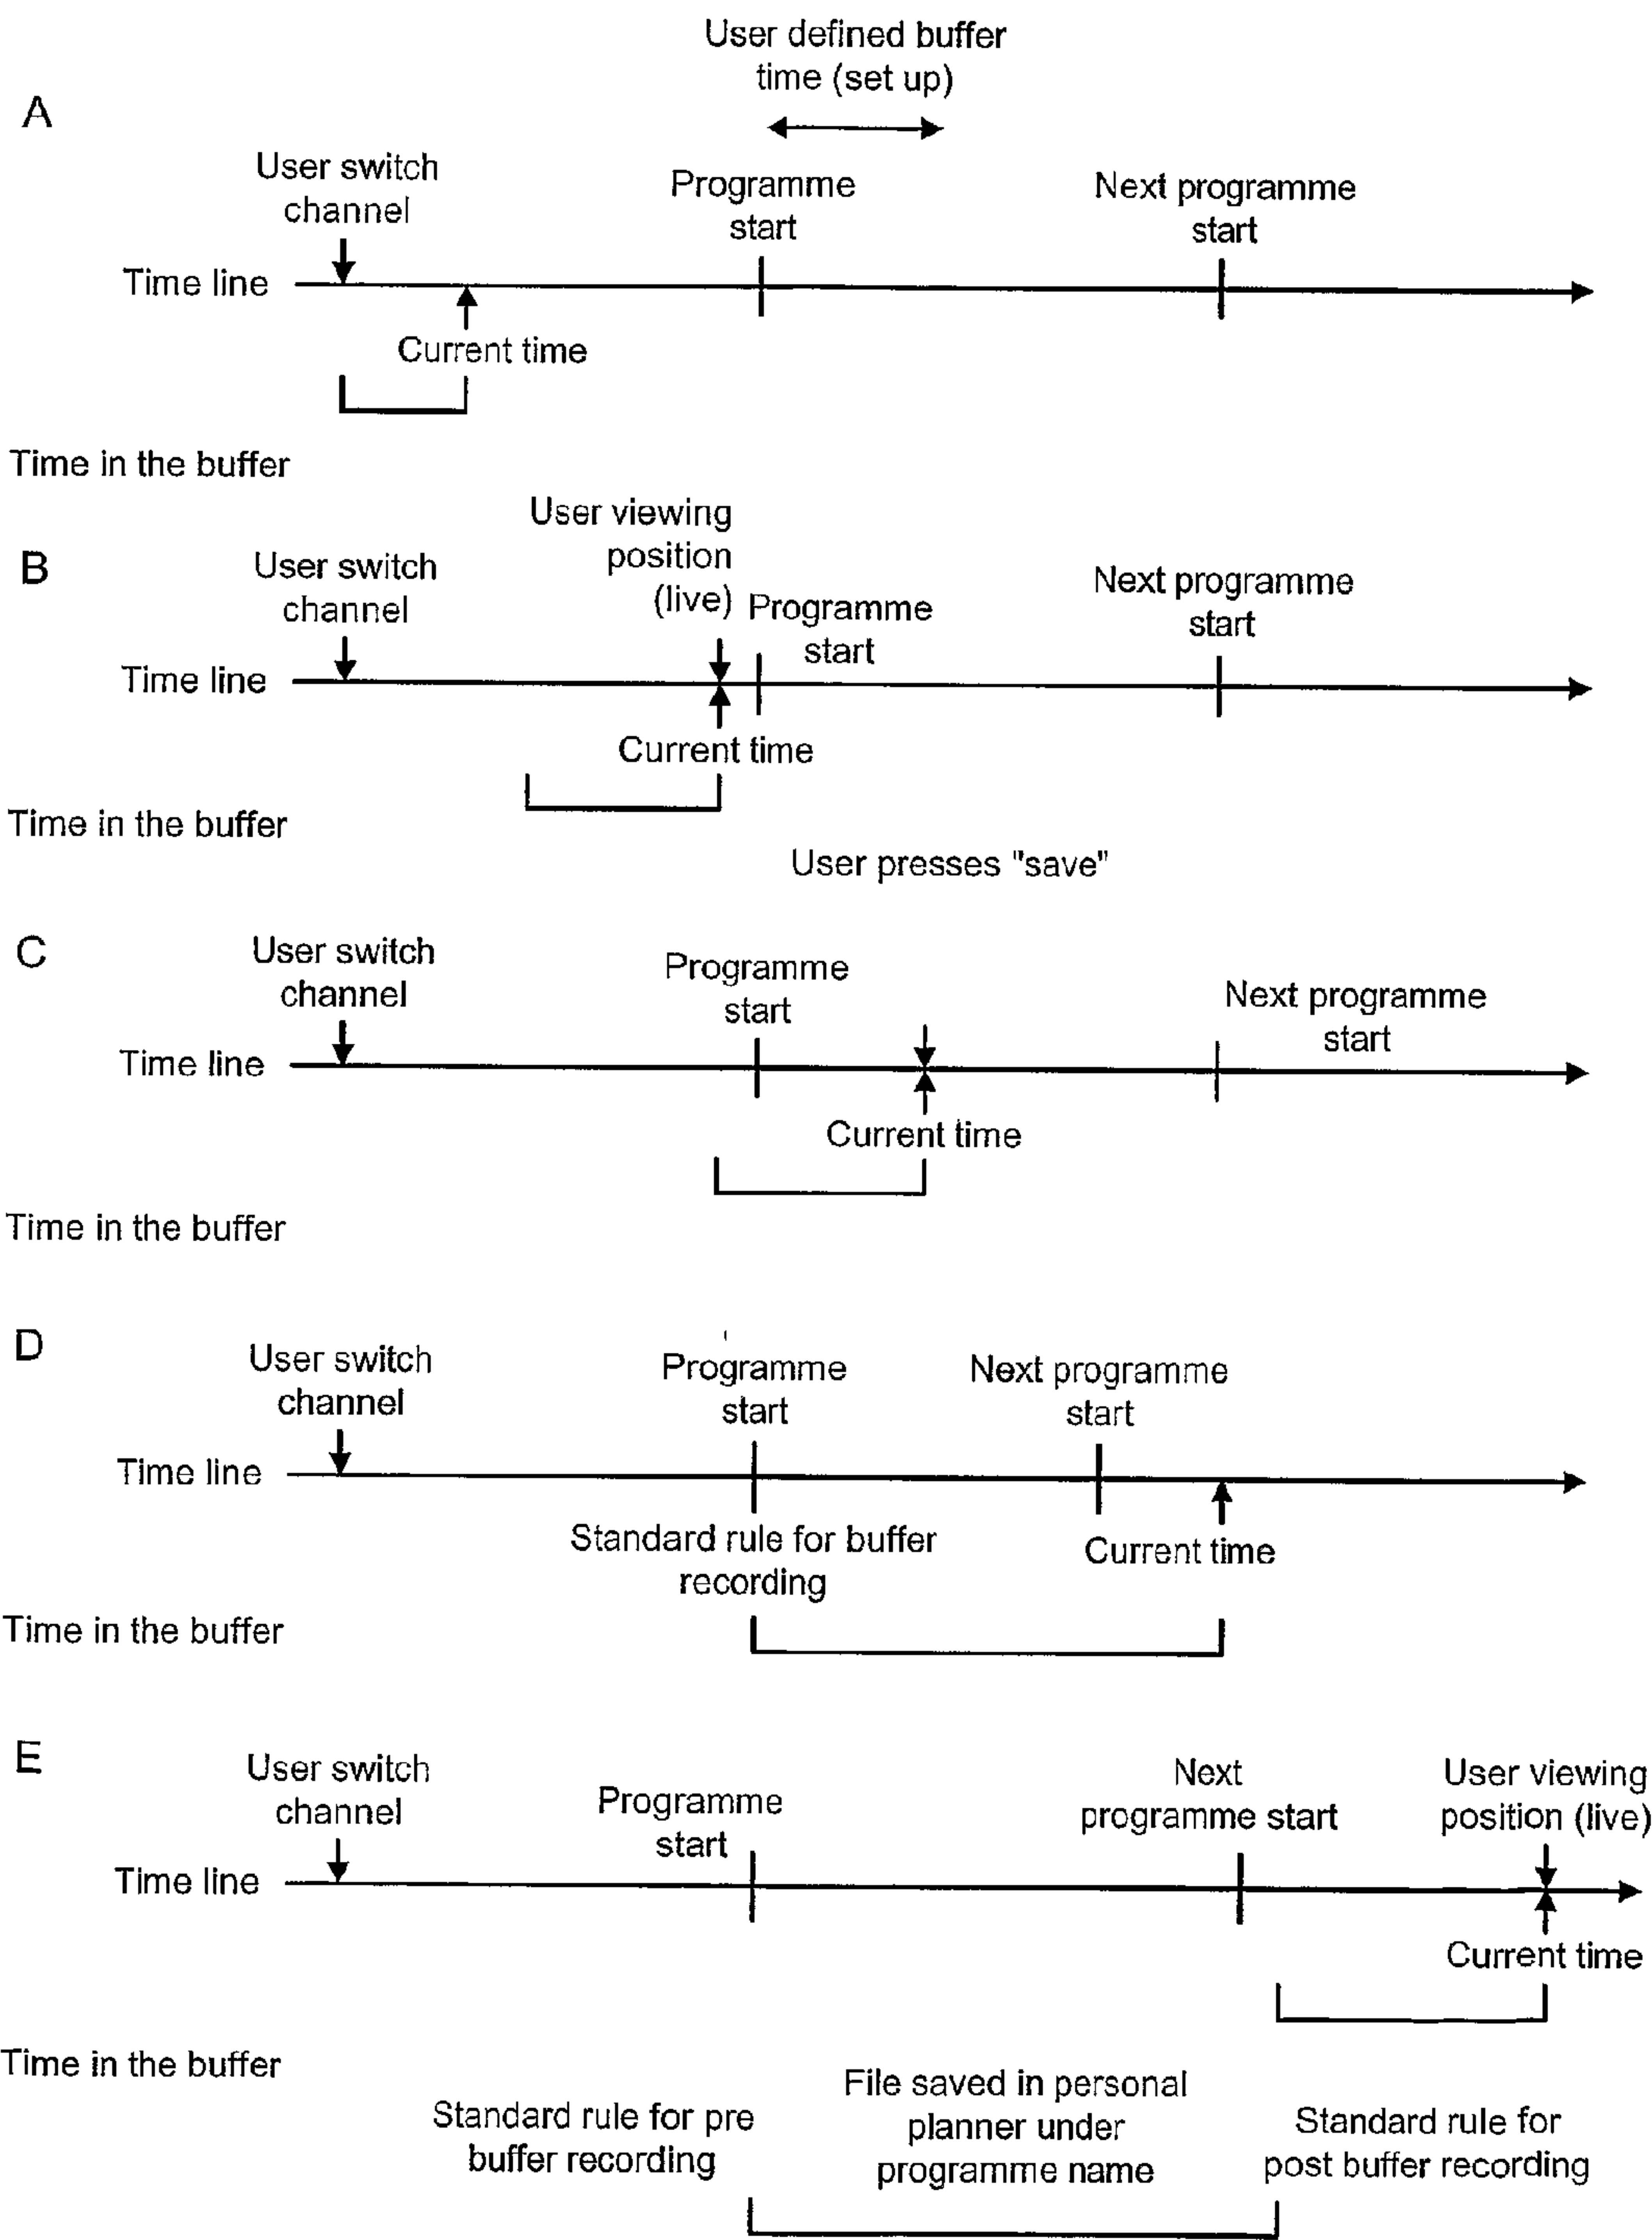 User defined buffer
time (set up)
A
User switch
channel
Programme
start
Next programme
start
Time line
Current time
Time in the buffer
User viewing
position
(live)
B
User switch
channel
Programme
start
Next programme
start
Time line
Current time
Time in the buffer
User presses "save"
C
User switch
channel
Programme
start
Next programme
start
Time line
Current time
Time in the buffer
D
User switch
channel
Programme
start
Next programme
start
Time line
Standard rule for buffer
recording
Current time
Time in the buffer
E
User switch
channel
Programme
start
Next
programme start
User viewing
position (live)
Time line
Current time
Time in the buffer
Standard rule for pre
buffer recording
File saved in personal
planner under
programme name
Standard rule for
post buffer recording